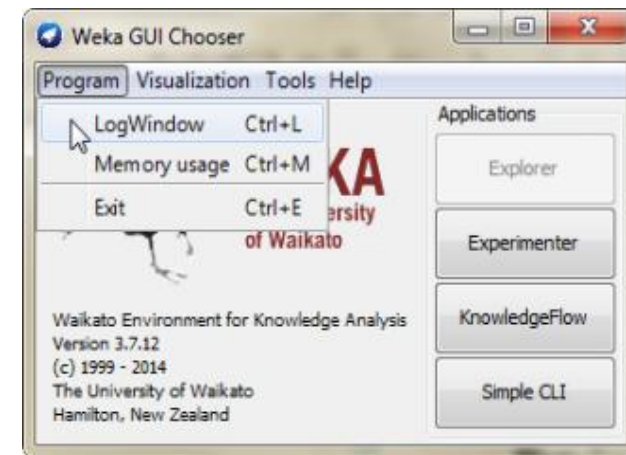 Weka GUI Chooser
Program Visualization Tools Help
LogWindow Ctrl+L
Memory usage Ctrl+M
Exit Ctrl+E
of Waikato
Waikato Environment for Knowledge Analysis
Version 3.7.12
(c) 1999 - 2014
The University of Waikato
Hamilton, New Zealand
Applications
Explorer
Experimenter
KnowledgeFlow
Simple CLI